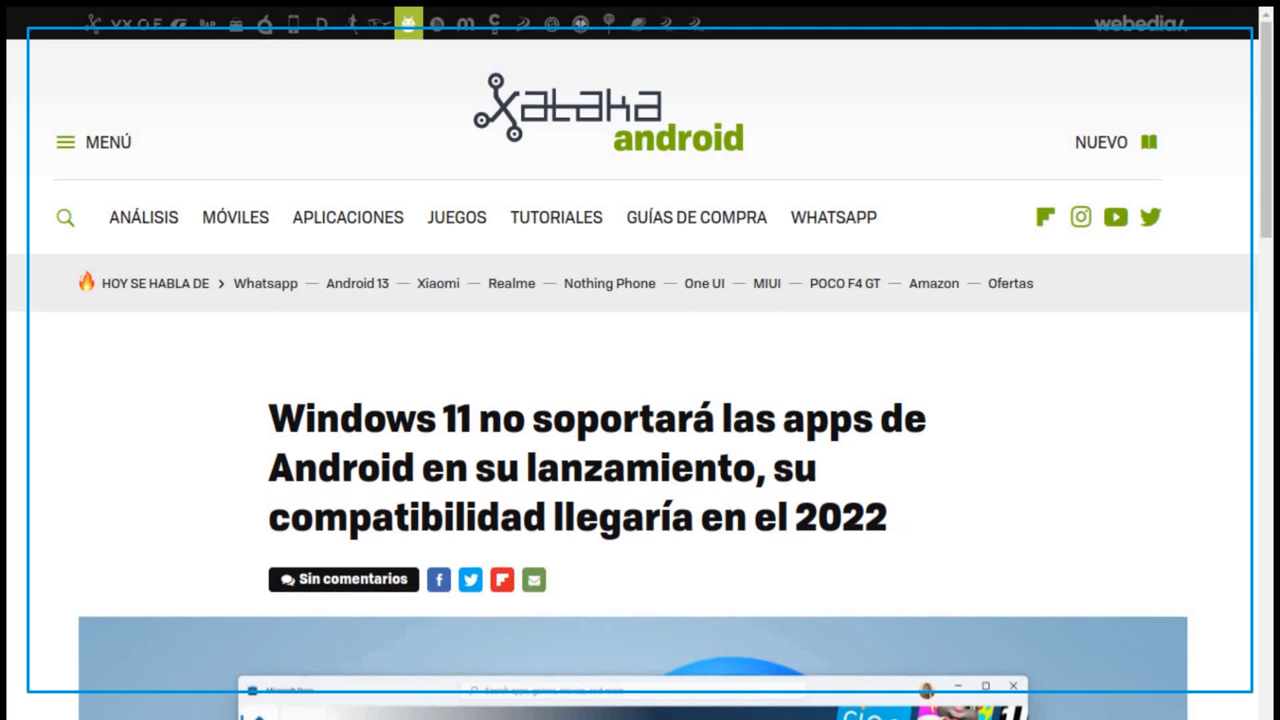 webedia
xataka
android
MENÚ
NUEVO
ANÁLISIS MÓVILES APLICACIONES JUEGOS TUTORIALES GUÍAS DE COMPRA WHATSAPP
HOY SE HABLA DE > Whatsapp — Android 13 — Xiaomi — Realme — Nothing Phone — One UI — MIUI — POCO F4 GT — Amazon — Ofertas
Windows 11 no soportará las apps de
Android en su lanzamiento, su
compatibilidad llegaría en el 2022
Sin comentarios